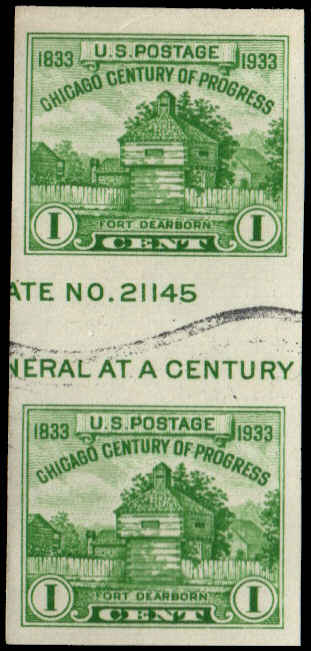 U.S. POSTAGE
1833 1933
CHICAGO CENTURY OF PROGRESS
FORT DEARBORN
1 CENT 1
ATE NO. 21145
NERAL AT A CENTURY
U.S. POSTAGE
1833 1933
CHICAGO CENTURY OF PROGRESS
FORT DEARBORN
1 CENT 1